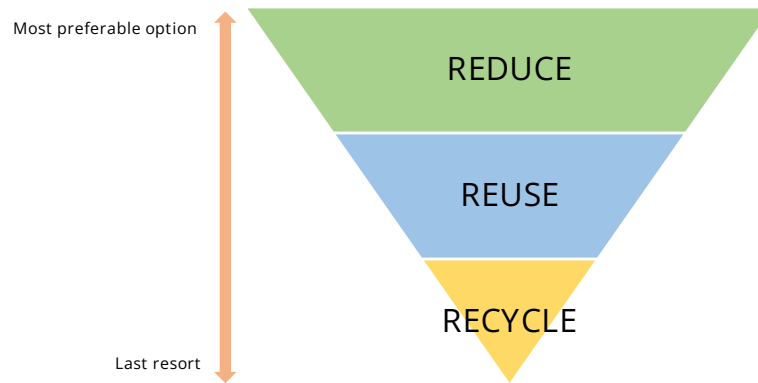 Most preferable option
REDUCE
REUSE
RECYCLE
Last resort